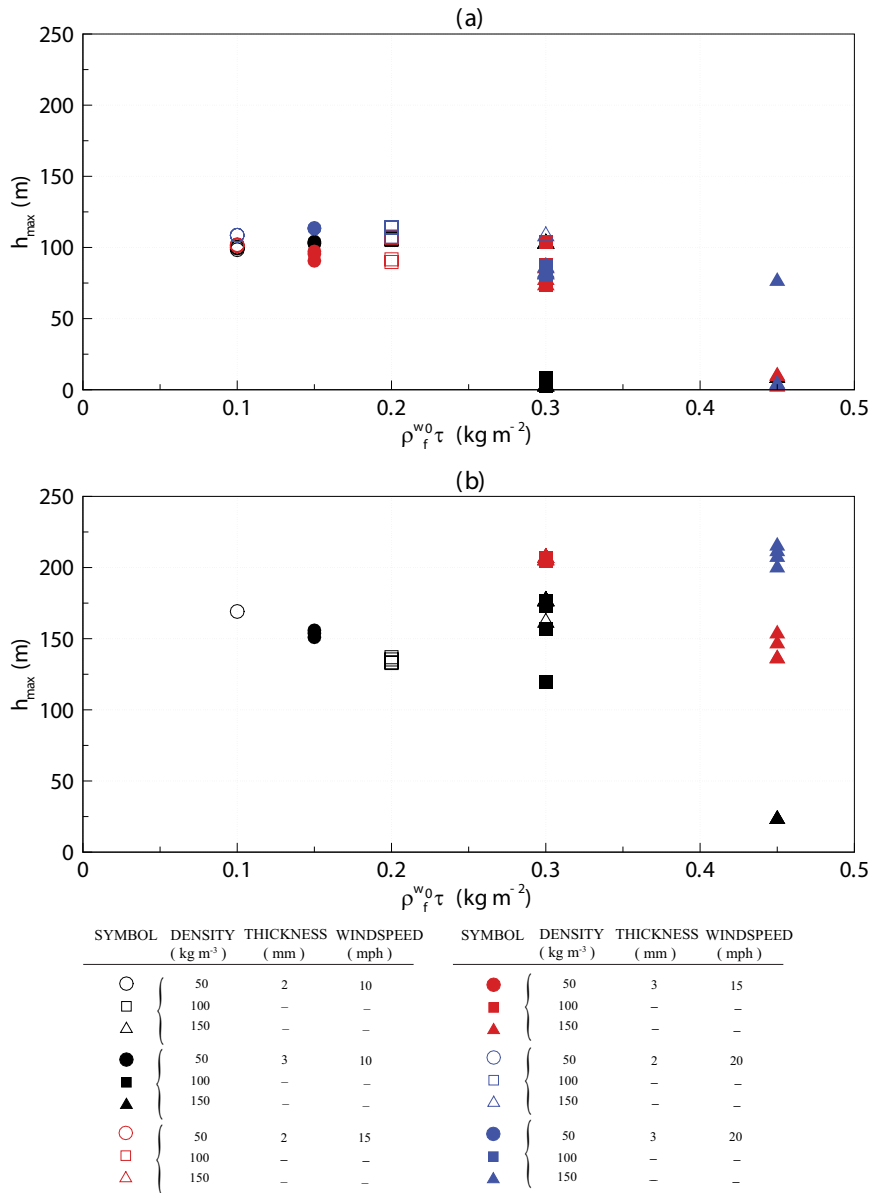 (a)
250
200
150
100
50
0
h_max (m)
0 0.1 0.2 0.3 0.4 0.5
ρ_f^w0 τ (kg m⁻²)
(b)
250
200
150
100
50
0
h_max (m)
0 0.1 0.2 0.3 0.4 0.5
ρ_f^w0 τ (kg m⁻²)
SYMBOL DENSITY THICKNESS WINDSPEED
( kg m⁻³ ) ( mm ) ( mph )
50 2 10
100 – –
150 – –
50 3 10
100 – –
150 – –
50 2 15
100 – –
150 – –
SYMBOL DENSITY THICKNESS WINDSPEED
( kg m⁻³ ) ( mm ) ( mph )
50 3 15
100 – –
150 – –
50 2 20
100 – –
150 – –
50 3 20
100 – –
150 – –